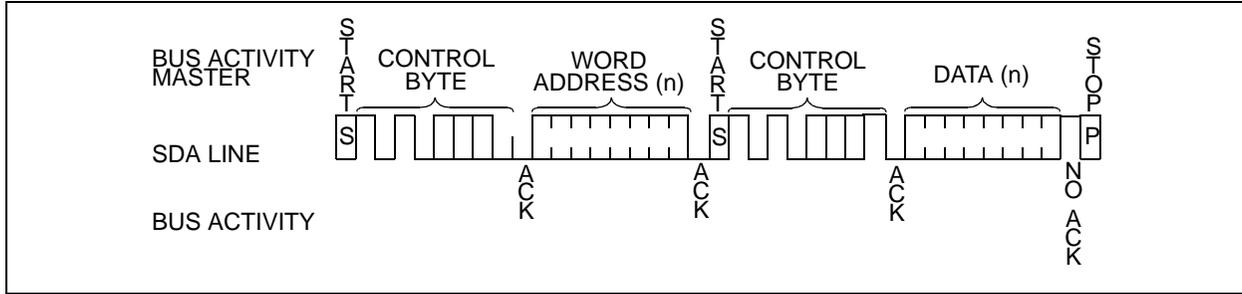 BUS ACTIVITY
MASTER
START
CONTROL
BYTE
WORD
ADDRESS (n)
START
CONTROL
BYTE
DATA (n)
STOP
SDA LINE
S
S
P
ACK
ACK
ACK
NO ACK
BUS ACTIVITY